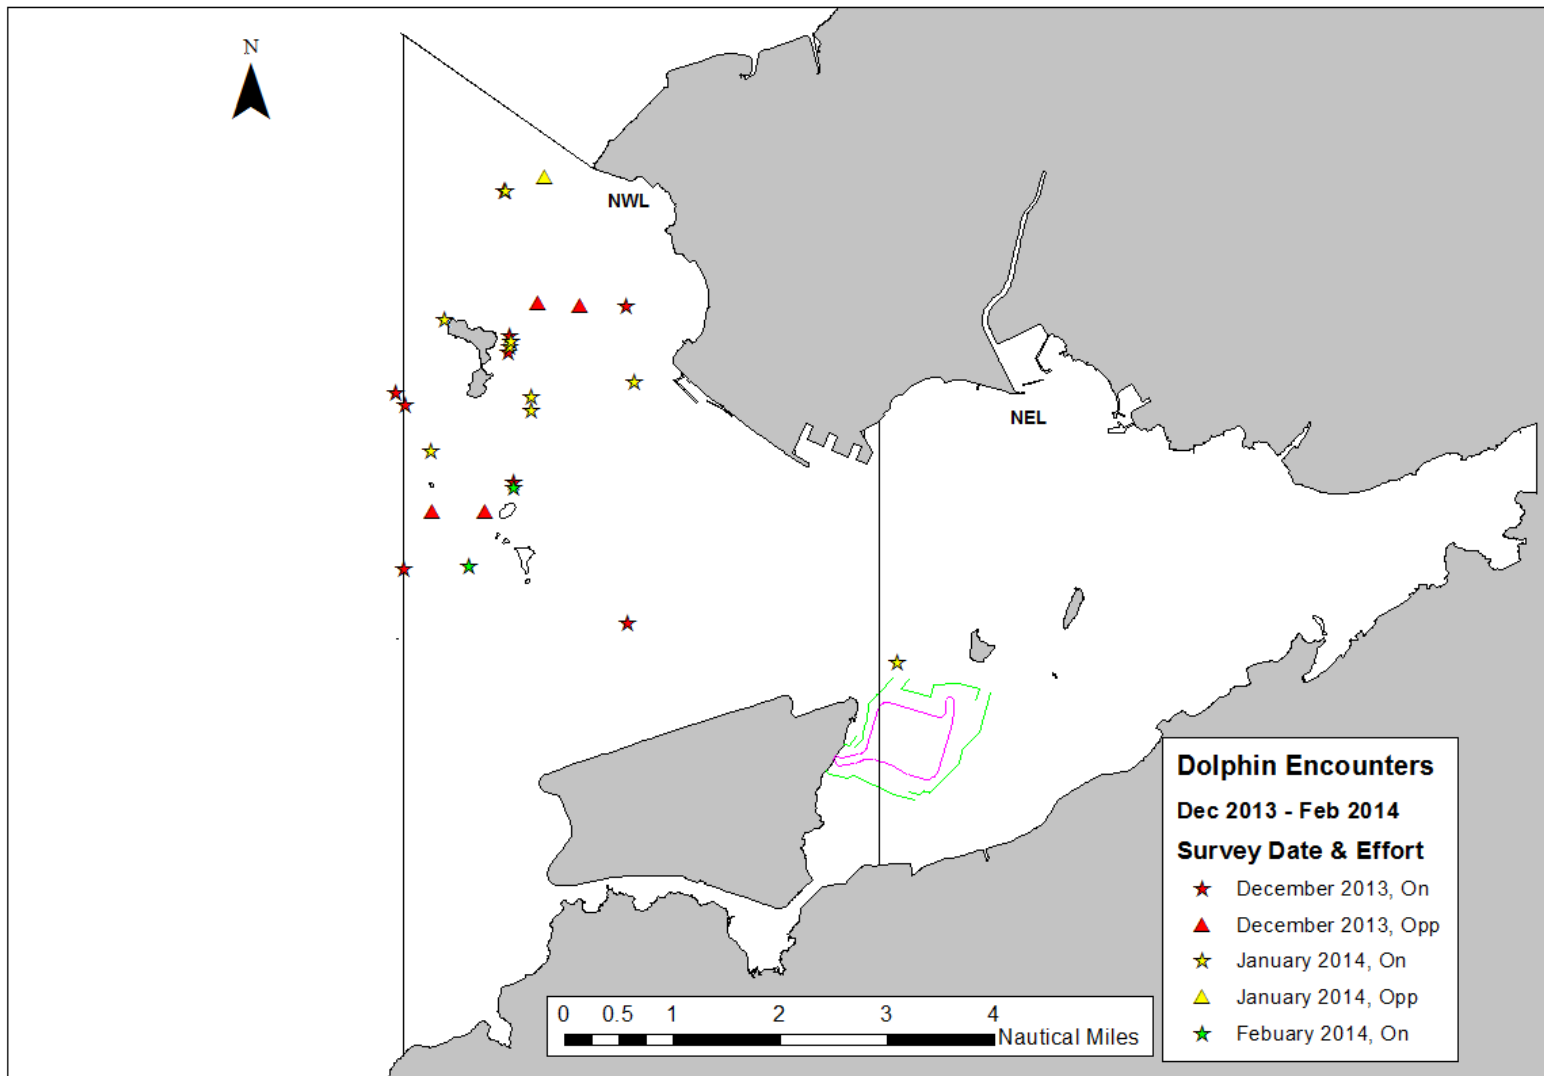 N
NWL
NEL
Dolphin Encounters
Dec 2013 - Feb 2014
Survey Date & Effort
December 2013, On
December 2013, Opp
January 2014, On
January 2014, Opp
Febuary 2014, On
0 0.5 1 2 3 4
Nautical Miles